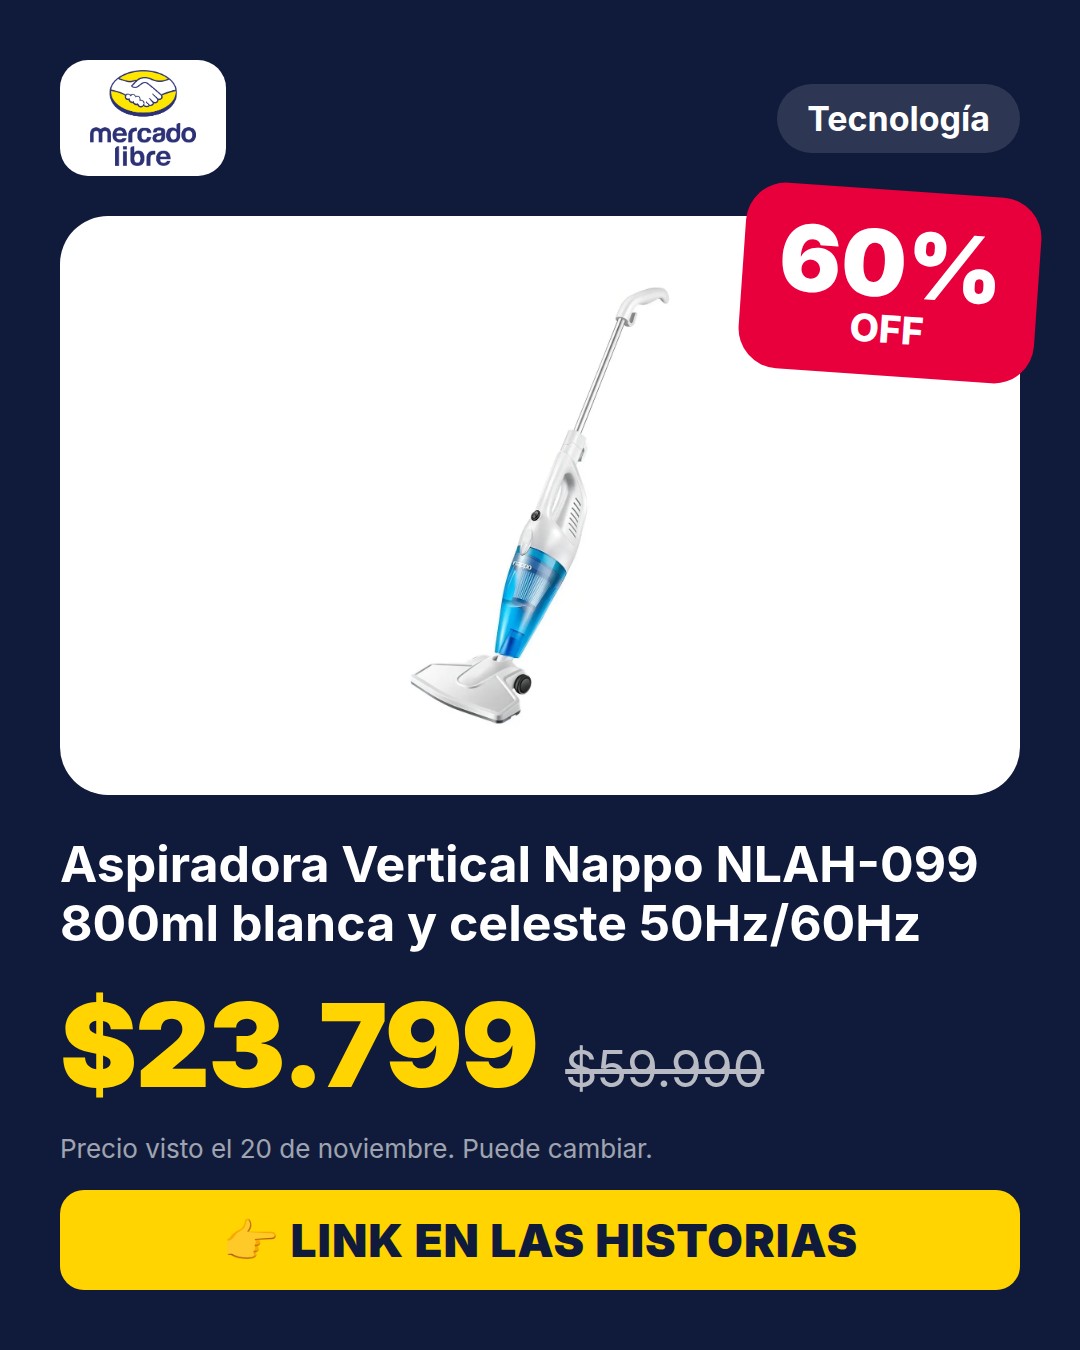 mercado
libre
Tecnología
60%
OFF
Aspiradora Vertical Nappo NLAH-099
800ml blanca y celeste 50Hz/60Hz
$23.799 $59.990
Precio visto el 20 de noviembre. Puede cambiar.
👉 LINK EN LAS HISTORIAS